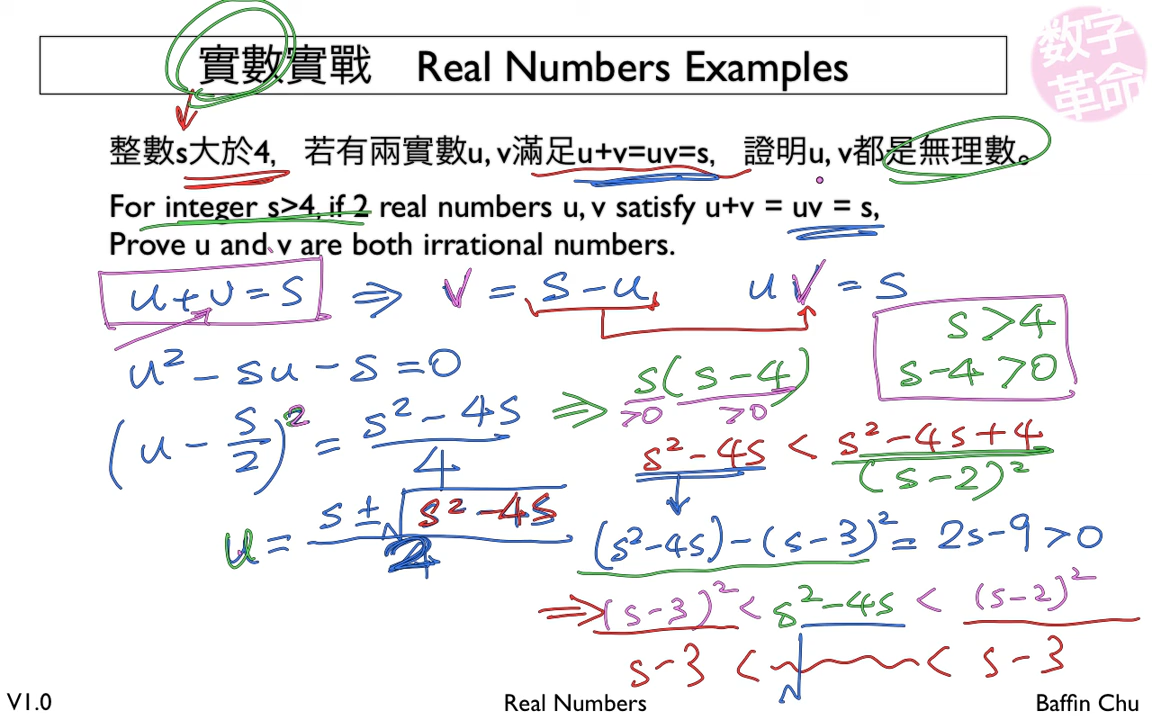 實數實戰 Real Numbers Examples
数字
革命
整數s大於4, 若有兩實數u, v滿足u+v=uv=s, 證明u, v都是無理數。
For integer s>4, if 2 real numbers u, v satisfy u+v = uv = s,
Prove u and v are both irrational numbers.
u+v=s ⇒ v = s-u uv = s
s>4
s-4>0
u²-su-s=0
⇒ s(s-4)
>0 >0
(u-s/2)² = s²-4s/4
s²-4s < s²-4s+4
(s-2)²
u = s±√s²-4s/2
(s²-4s)-(s-3)² = 2s-9>0
⇒(s-3)² < s²-4s < (s-2)²
s-3 < √ < s-3
V1.0 Real Numbers Baffin Chu